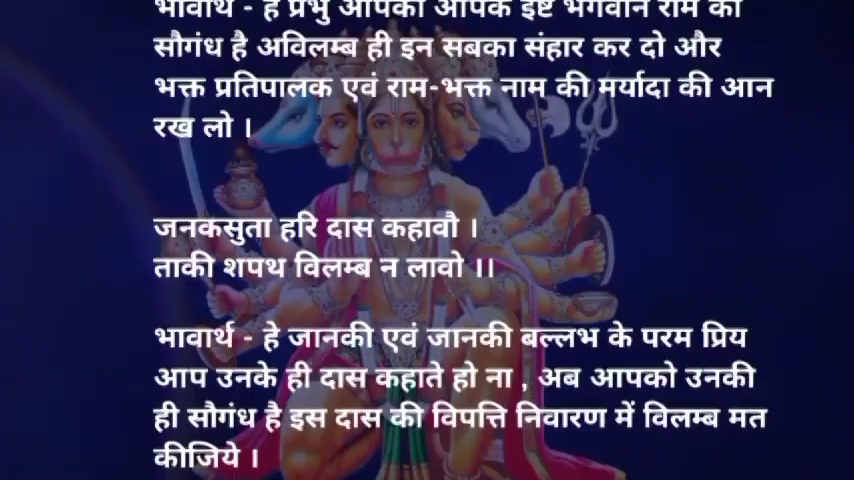 भावार्थ - हे प्रभु आपको आपके इष्ट भगवान राम की
सौगंध है अविलम्ब ही इन सबका संहार कर दो और
भक्त प्रतिपालक एवं राम-भक्त नाम की मर्यादा की आन
रख लो ।
जनकसुता हरि दास कहावौ ।
ताकी शपथ विलम्ब न लावो ।।
भावार्थ - हे जानकी एवं जानकी बल्लभ के परम प्रिय
आप उनके ही दास कहाते हो ना , अब आपको उनकी
ही सौगंध है इस दास की विपत्ति निवारण में विलम्ब मत
कीजिये ।